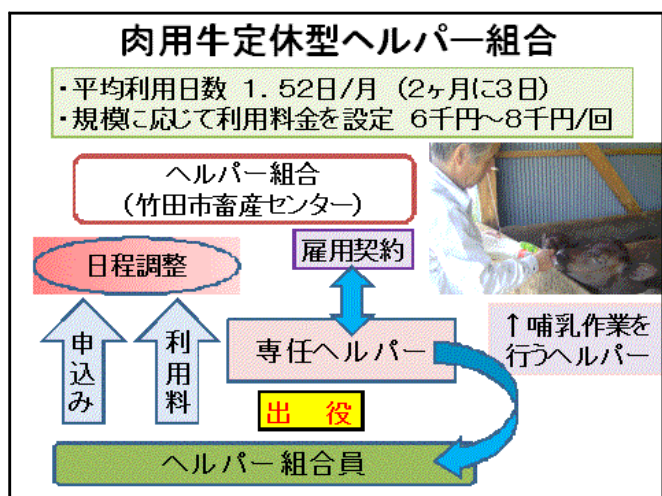 肉用牛定休型ヘルパー組合
・平均利用日数 1.52日/月 (2ヶ月に3日)
・規模に応じて利用料金を設定 6千円～8千円/回
ヘルパー組合
(竹田市畜産センター)
日程調整
雇用契約
申込み
利用料
専任ヘルパー
↑哺乳作業を
行うヘルパー
出 役
ヘルパー組合員